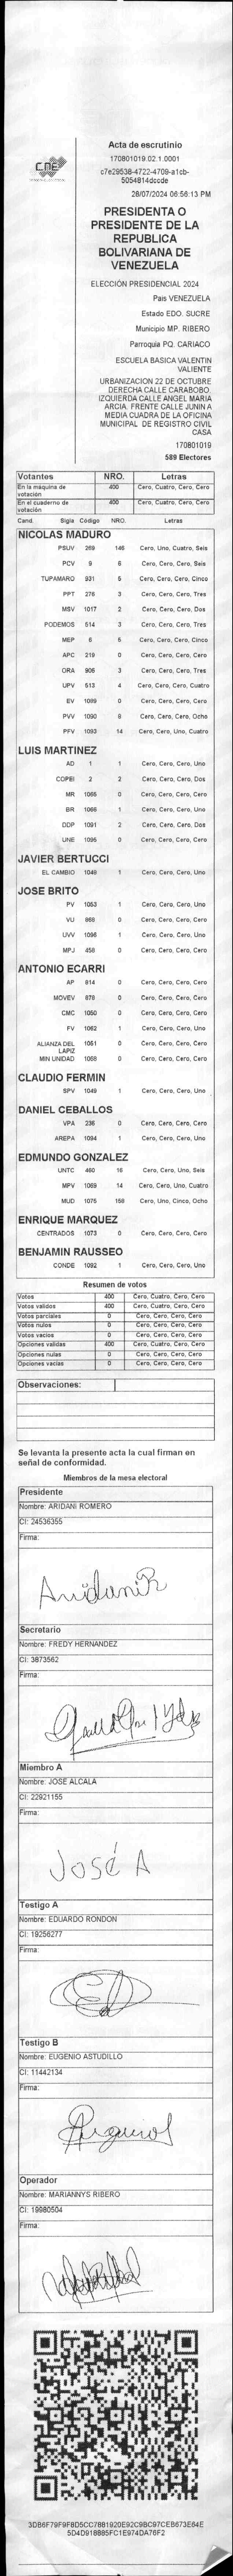 CNE
Acta de escrutinio
170801019.02.1.0001
c7e29538-4722-4709-a1cb-
5054814dccde
28/07/2024 06:56:13 PM
PRESIDENTA O
PRESIDENTE DE LA
REPUBLICA
BOLIVARIANA DE
VENEZUELA
ELECCIÓN PRESIDENCIAL 2024
Pais VENEZUELA
Estado EDO. SUCRE
Municipio MP. RIBERO
Parroquia PQ. CARIACO
ESCUELA BASICA VALENTIN
VALIENTE
URBANIZACION 22 DE OCTUBRE
DERECHA CALLE CARABOBO.
IZQUIERDA CALLE ANGEL MARIA
ARCIA. FRENTE CALLE JUNIN A
MEDIA CUADRA DE LA OFICINA
MUNICIPAL DE REGISTRO CIVIL
CASA
170801019
589 Electores
Votantes NRO. Letras
En la máquina de votación 400 Cero, Cuatro, Cero, Cero
En el cuaderno de votación 400 Cero, Cuatro, Cero, Cero
Cand. Sigla Código NRO. Letras
NICOLAS MADURO
PSUV 269 146 Cero, Uno, Cuatro, Seis
PCV 9 6 Cero, Cero, Cero, Seis
TUPAMARO 931 5 Cero, Cero, Cero, Cinco
PPT 276 3 Cero, Cero, Cero, Tres
MSV 1017 2 Cero, Cero, Cero, Dos
PODEMOS 514 3 Cero, Cero, Cero, Tres
MEP 6 5 Cero, Cero, Cero, Cinco
APC 219 0 Cero, Cero, Cero, Cero
ORA 906 3 Cero, Cero, Cero, Tres
UPV 513 4 Cero, Cero, Cero, Cuatro
EV 1089 0 Cero, Cero, Cero, Cero
PVV 1090 8 Cero, Cero, Cero, Ocho
PFV 1093 14 Cero, Cero, Uno, Cuatro
LUIS MARTINEZ
AD 1 1 Cero, Cero, Cero, Uno
COPEI 2 2 Cero, Cero, Cero, Dos
MR 1065 0 Cero, Cero, Cero, Cero
BR 1066 1 Cero, Cero, Cero, Uno
DDP 1091 2 Cero, Cero, Cero, Dos
UNE 1095 0 Cero, Cero, Cero, Cero
JAVIER BERTUCCI
EL CAMBIO 1048 1 Cero, Cero, Cero, Uno
JOSE BRITO
PV 1053 1 Cero, Cero, Cero, Uno
VU 868 0 Cero, Cero, Cero, Cero
UVV 1096 1 Cero, Cero, Cero, Uno
MPJ 458 0 Cero, Cero, Cero, Cero
ANTONIO ECARRI
AP 814 0 Cero, Cero, Cero, Cero
MOVEV 878 0 Cero, Cero, Cero, Cero
CMC 1050 0 Cero, Cero, Cero, Cero
FV 1062 1 Cero, Cero, Cero, Uno
ALIANZA DEL LAPIZ 1051 0 Cero, Cero, Cero, Cero
MIN UNIDAD 1058 0 Cero, Cero, Cero, Cero
CLAUDIO FERMIN
SPV 1049 1 Cero, Cero, Cero, Uno
DANIEL CEBALLOS
VPA 236 0 Cero, Cero, Cero, Cero
AREPA 1094 1 Cero, Cero, Cero, Uno
EDMUNDO GONZALEZ
UNTC 460 16 Cero, Cero, Uno, Seis
MPV 1069 14 Cero, Cero, Uno, Cuatro
MUD 1075 158 Cero, Uno, Cinco, Ocho
ENRIQUE MARQUEZ
CENTRADOS 1073 0 Cero, Cero, Cero, Cero
BENJAMIN RAUSSEO
CONDE 1092 1 Cero, Cero, Cero, Uno
Resumen de votos
Votos 400 Cero, Cuatro, Cero, Cero
Votos validos 400 Cero, Cuatro, Cero, Cero
Votos parciales 0 Cero, Cero, Cero, Cero
Votos nulos 0 Cero, Cero, Cero, Cero
Votos vacíos 0 Cero, Cero, Cero, Cero
Opciones validas 400 Cero, Cuatro, Cero, Cero
Opciones nulas 0 Cero, Cero, Cero, Cero
Opciones vacías 0 Cero, Cero, Cero, Cero
Observaciones:
Se levanta la presente acta la cual firman en
señal de conformidad.
Miembros de la mesa electoral
Presidente
Nombre: ARIDANI ROMERO
CI: 24536355
Firma:
AridaniR
Secretario
Nombre: FREDY HERNANDEZ
CI: 3873562
Firma:
Miembro A
Nombre: JOSE ALCALA
CI: 22921155
Firma:
José A
Testigo A
Nombre: EDUARDO RONDON
CI: 19256277
Firma:
Testigo B
Nombre: EUGENIO ASTUDILLO
CI: 11442134
Firma:
Operador
Nombre: MARIANNYS RIBERO
CI: 19980504
Firma:
3DB6F79F9F8D5CC7881920E92C9BC97CEB673E64E
5D4D918885FC1E974DA76F2